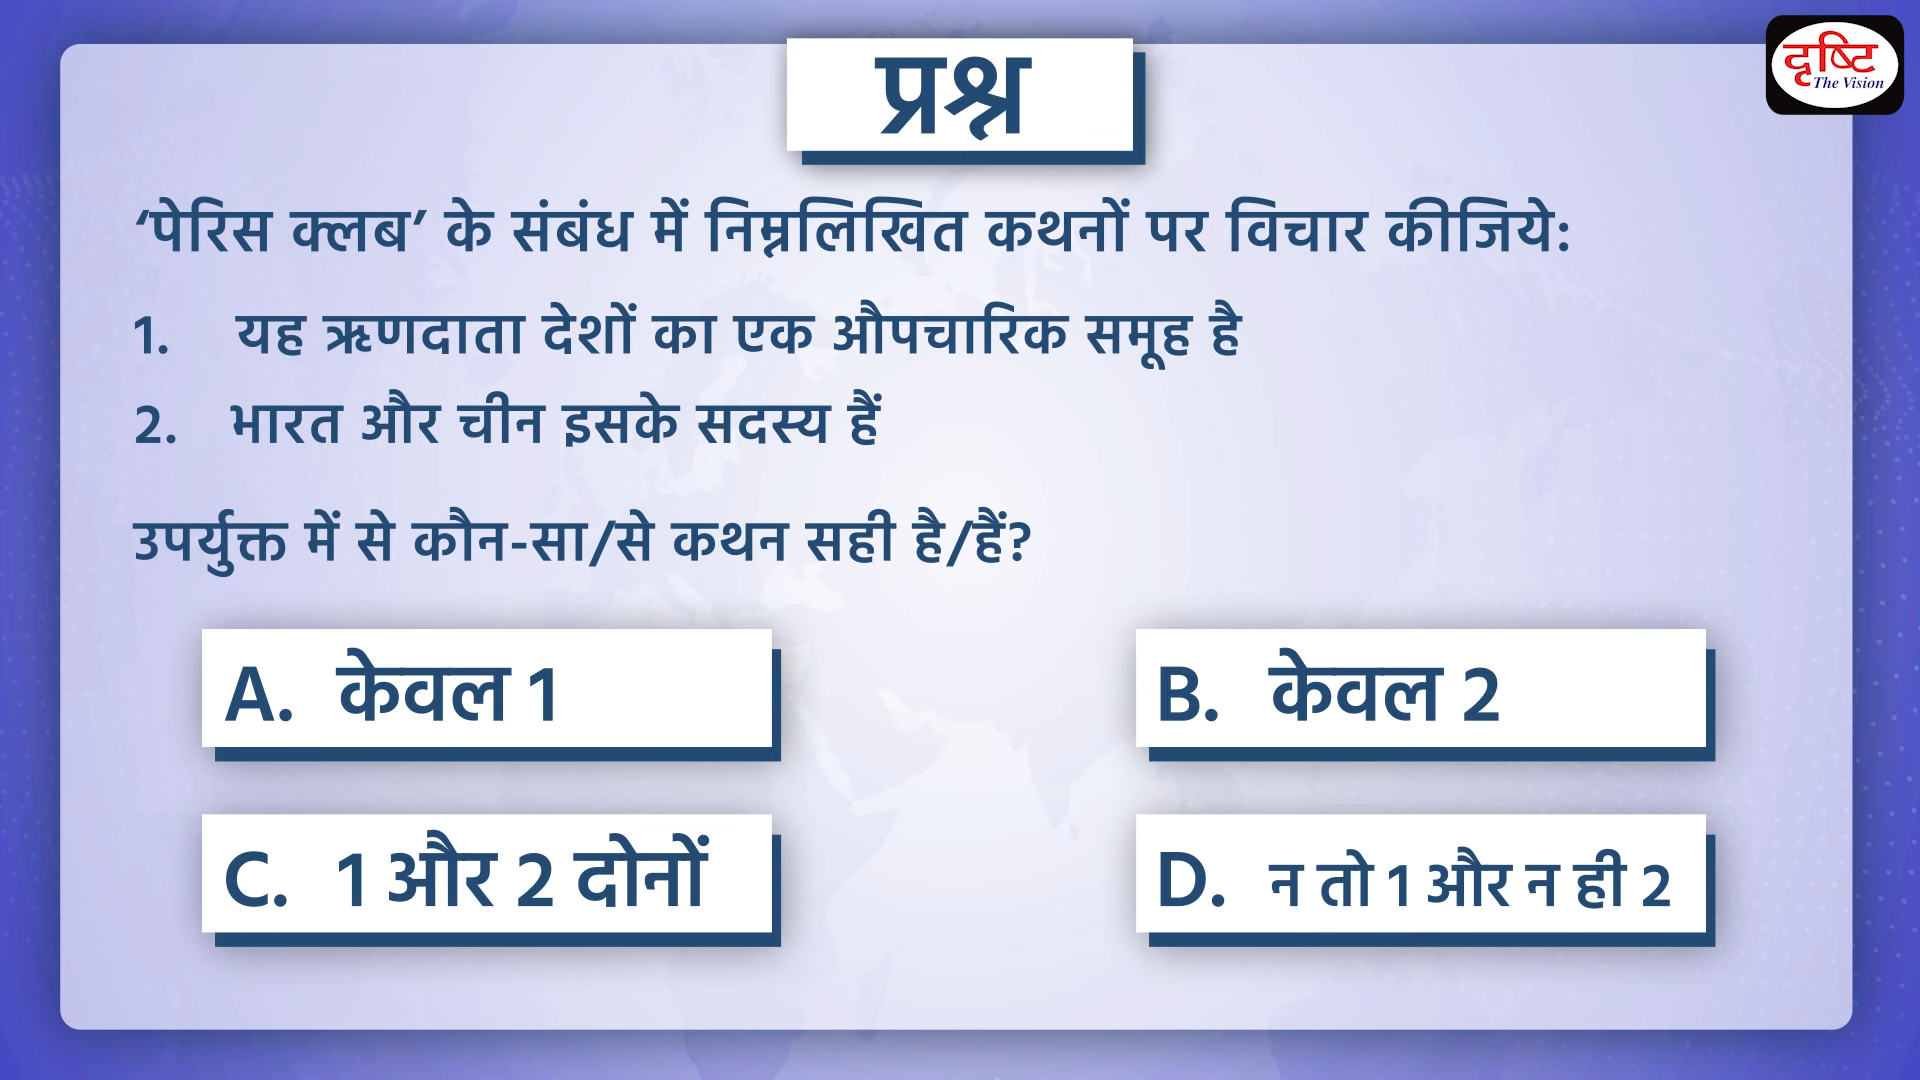 प्रश्न
दृष्टि
The Vision
‘पेरिस क्लब’ के संबंध में निम्नलिखित कथनों पर विचार कीजिये:
1. यह ऋणदाता देशों का एक औपचारिक समूह है
2. भारत और चीन इसके सदस्य हैं
उपर्युक्त में से कौन-सा/से कथन सही है/हैं?
A. केवल 1
B. केवल 2
C. 1 और 2 दोनों
D. न तो 1 और न ही 2